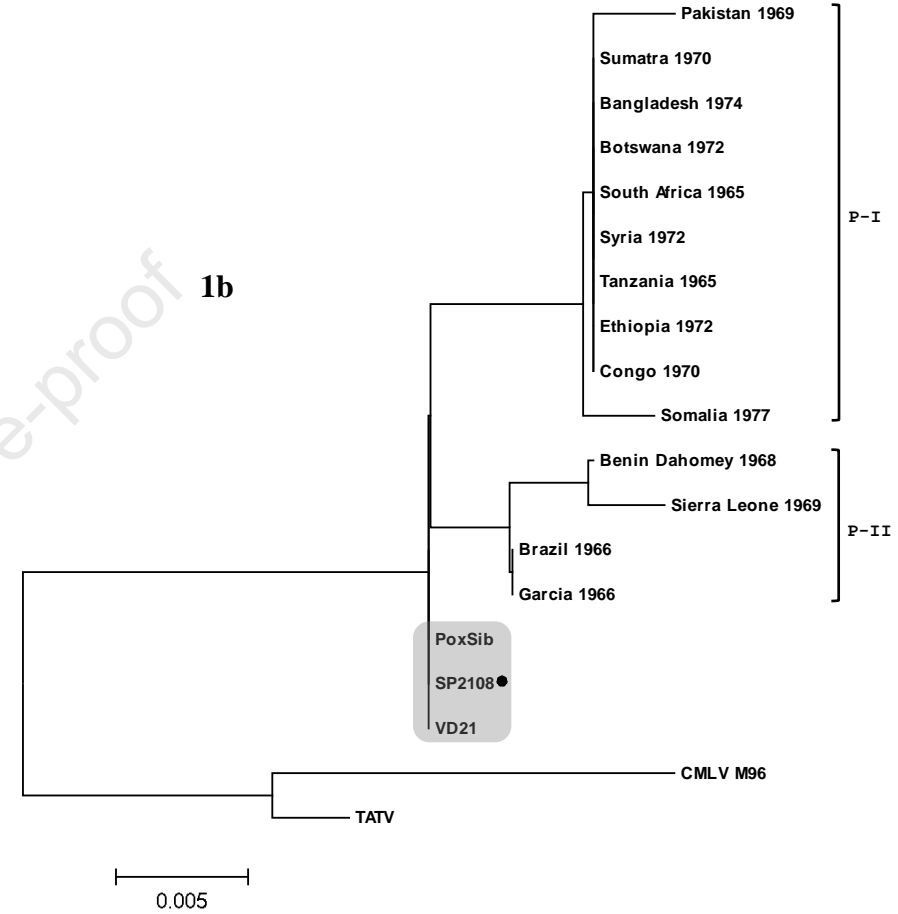 Pakistan 1969
Sumatra 1970
Bangladesh 1974
Botswana 1972
South Africa 1965
P-I
Syria 1972
1b
Tanzania 1965
Ethiopia 1972
Congo 1970
Somalia 1977
Benin Dahomey 1968
Sierra Leone 1969
P-II
Brazil 1966
Garcia 1966
PoxSib
SP2108
VD21
CMLV M96
TATV
0.005
e-proof